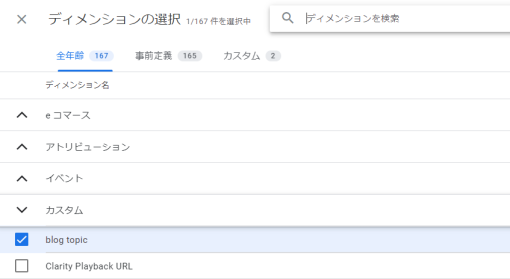 ディメンションの選択 1/167 件を選択中
ディメンションを検索
全年齢 167 事前定義 165 カスタム 2
ディメンション名
e コマース
アトリビューション
イベント
カスタム
blog topic
Clarity Playback URL